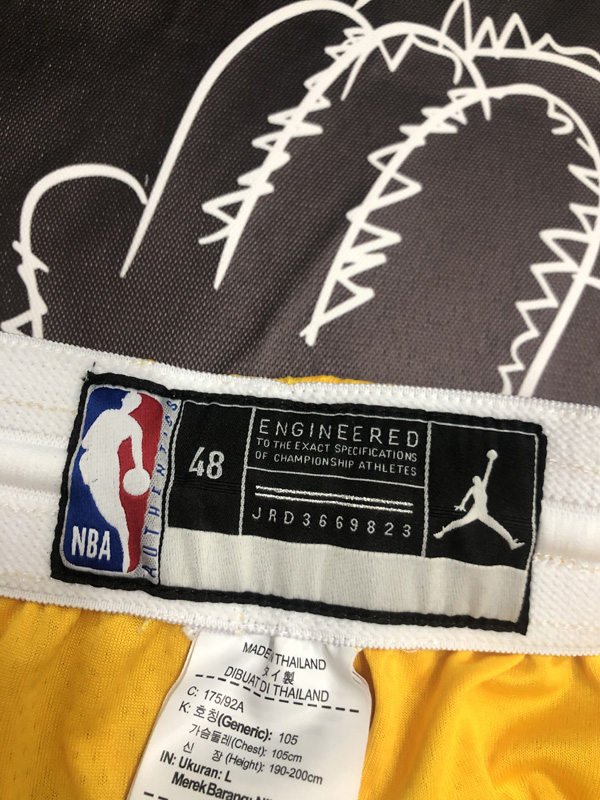 NBA
AUTHENTICS
48
ENGINEERED
TO THE EXACT SPECIFICATIONS
OF CHAMPIONSHIP ATHLETES
JRD3669823
MADE IN THAILAND
タイ製
DIBUAT DI THAILAND
C: 175/92A
K: 호칭(Generic): 105
가슴둘레(Chest): 105cm
신 장(Height): 190-200cm
IN: Ukuran: L
Merek Barang: